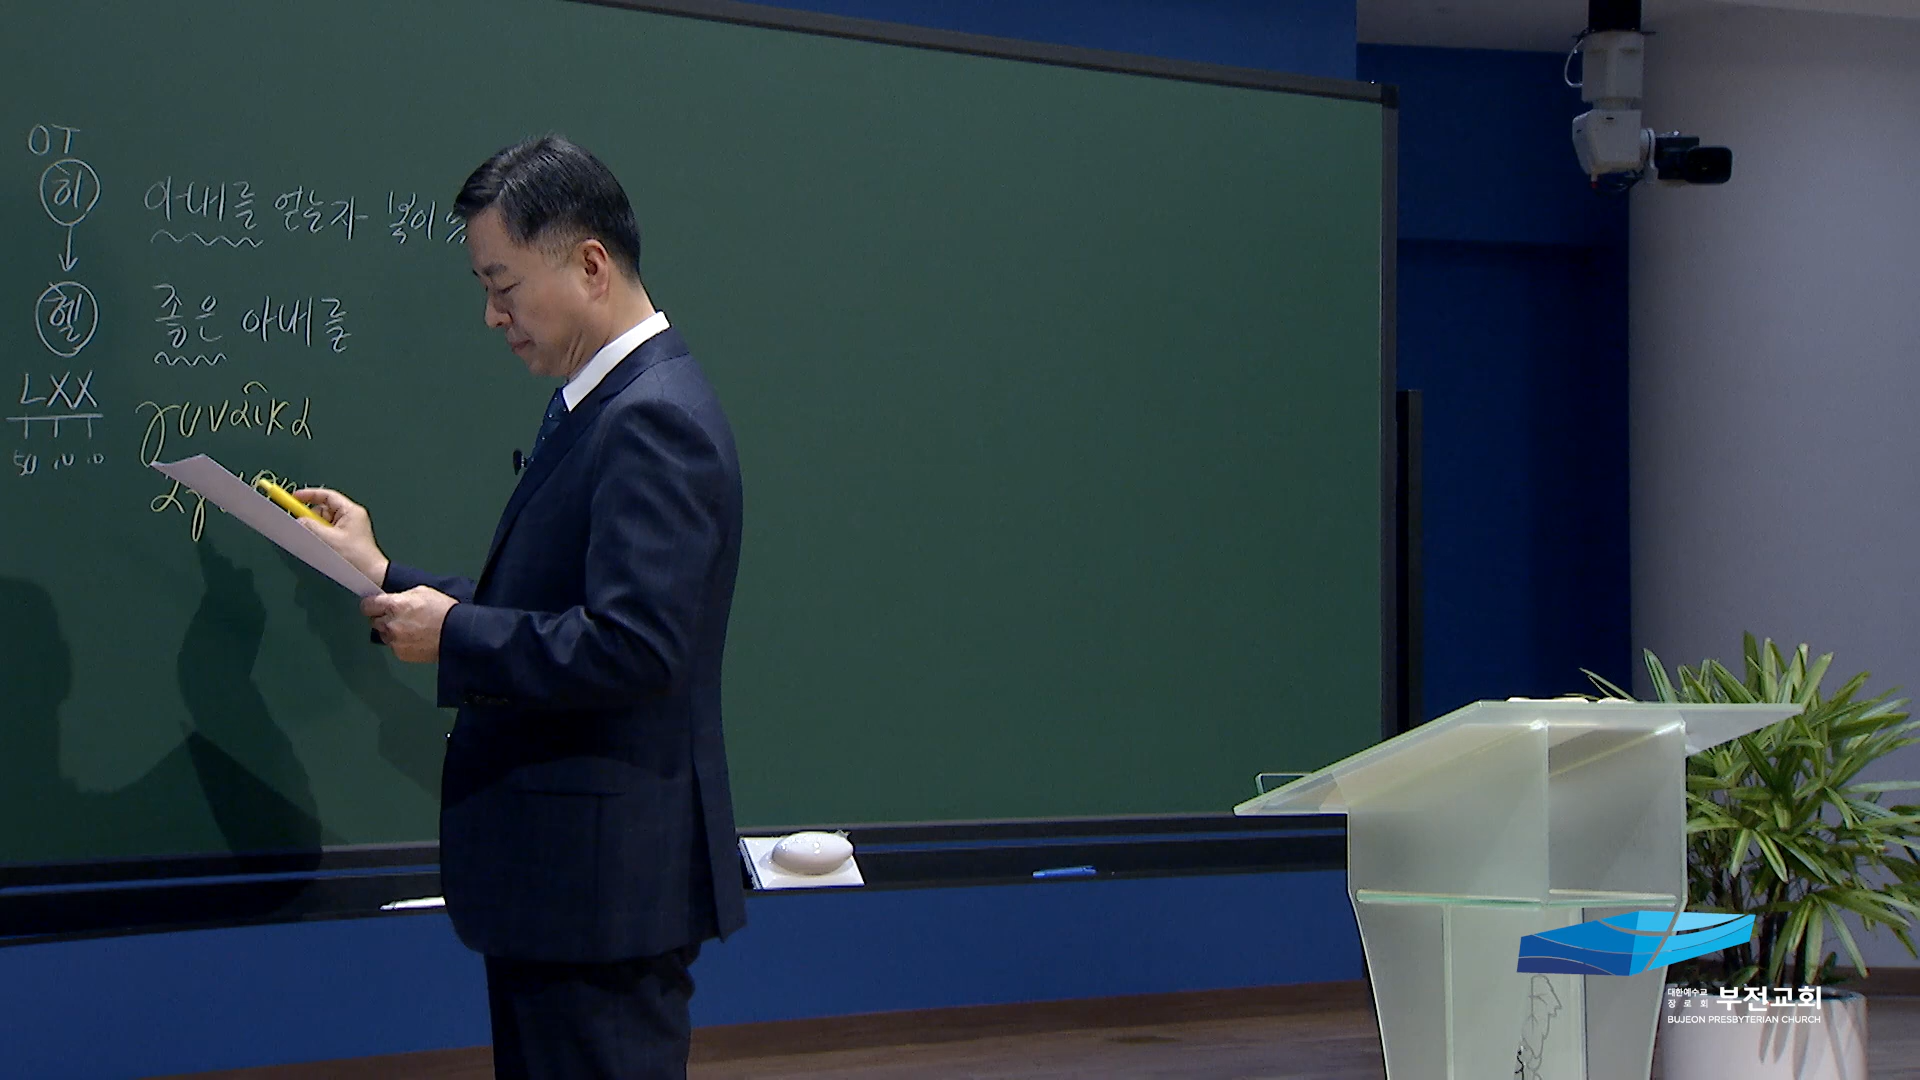 OT
히
아내를 얻는자 복이
헬
좋은 아내를
LXX
γυναῖκα
대한예수교
장로회 부전교회
BUJEON PRESBYTERIAN CHURCH